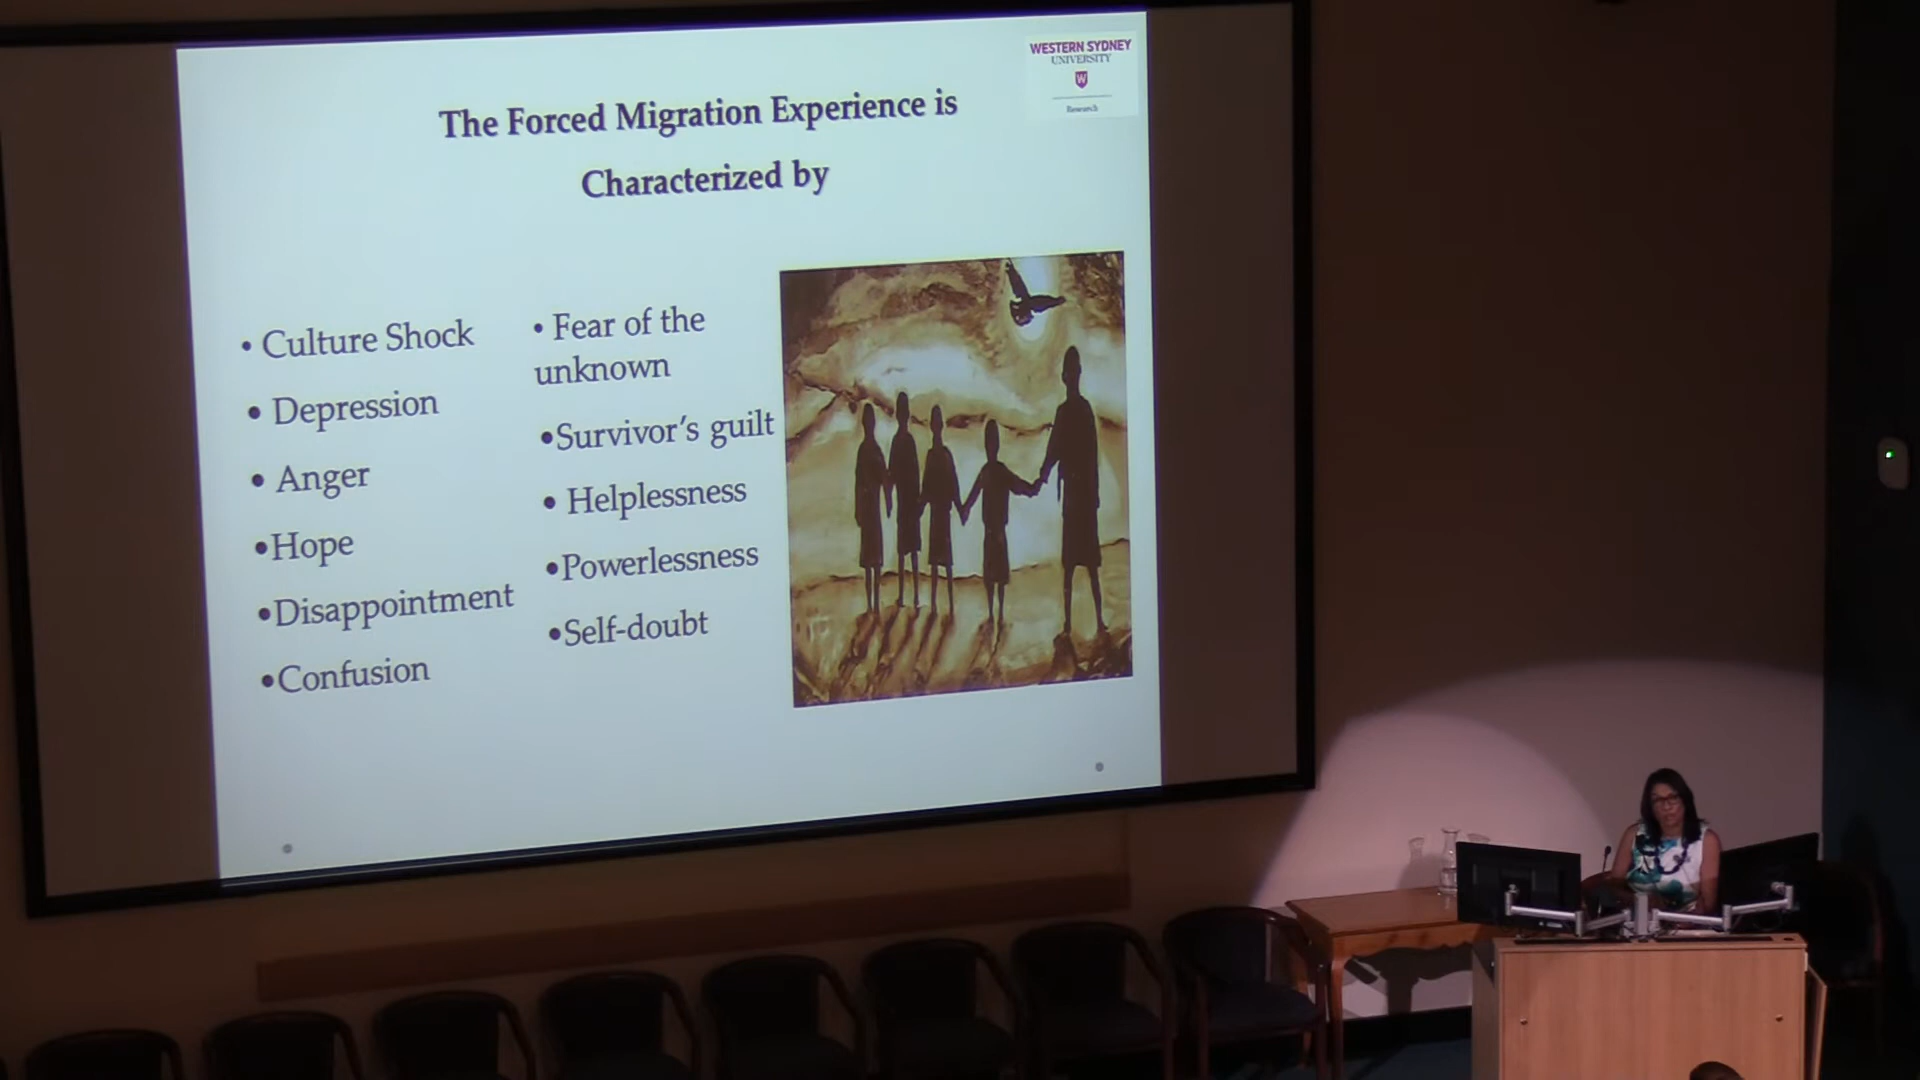 WESTERN SYDNEY
UNIVERSITY
W
Research
The Forced Migration Experience is
Characterized by
• Culture Shock
• Depression
• Anger
•Hope
•Disappointment
•Confusion
• Fear of the
unknown
•Survivor's guilt
• Helplessness
•Powerlessness
•Self-doubt